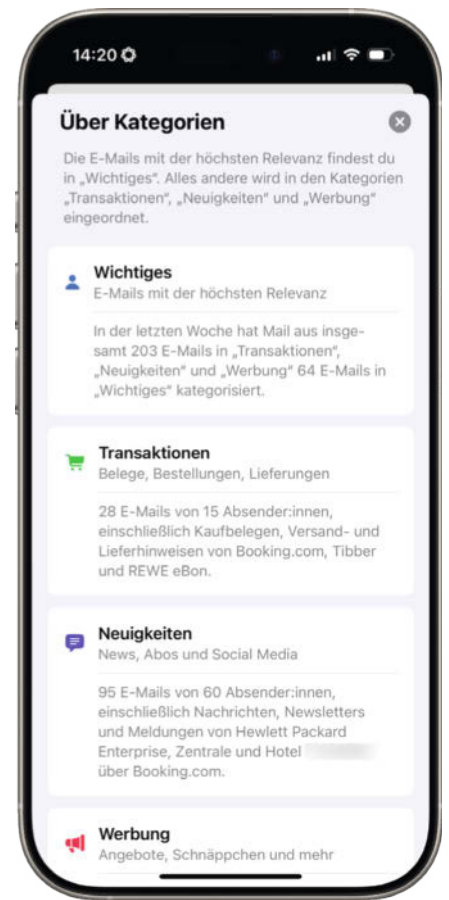 14:20
Über Kategorien
Die E-Mails mit der höchsten Relevanz findest du
in „Wichtiges“. Alles andere wird in den Kategorien
„Transaktionen“, „Neuigkeiten“ und „Werbung“
eingeordnet.
Wichtiges
E-Mails mit der höchsten Relevanz
In der letzten Woche hat Mail aus insge-
samt 203 E-Mails in „Transaktionen“,
„Neuigkeiten“ und „Werbung“ 64 E-Mails in
„Wichtiges“ kategorisiert.
Transaktionen
Belege, Bestellungen, Lieferungen
28 E-Mails von 15 Absender:innen,
einschließlich Kaufbelegen, Versand- und
Lieferhinweisen von Booking.com, Tibber
und REWE eBon.
Neuigkeiten
News, Abos und Social Media
95 E-Mails von 60 Absender:innen,
einschließlich Nachrichten, Newsletters
und Meldungen von Hewlett Packard
Enterprise, Zentrale und Hotel
über Booking.com.
Werbung
Angebote, Schnäppchen und mehr